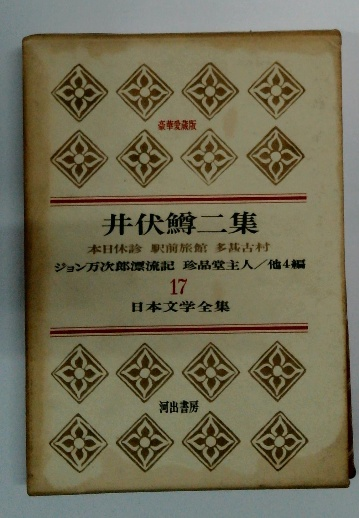 豪華愛蔵版
井伏鱒二集
本日休診 駅前旅館 多甚古村
ジョン万次郎漂流記 珍品堂主人/他4編
17
日本文学全集
河出書房